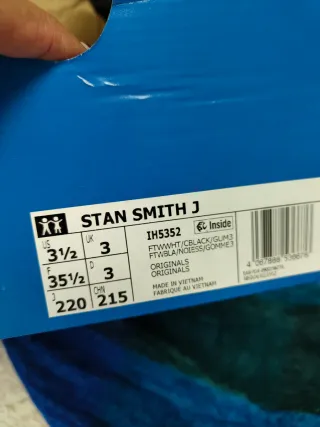 STAN SMITH J
US
3½
UK
3
F
35½
D
3
J
220
CHN
215
IH5352
Inside
FTWWHT/CBLACK/GUM3
FTWBLA/NOIESS/GOMME3
ORIGINALS
ORIGINALS
MADE IN VIETNAM
FABRIQUÉ AU VIETNAM